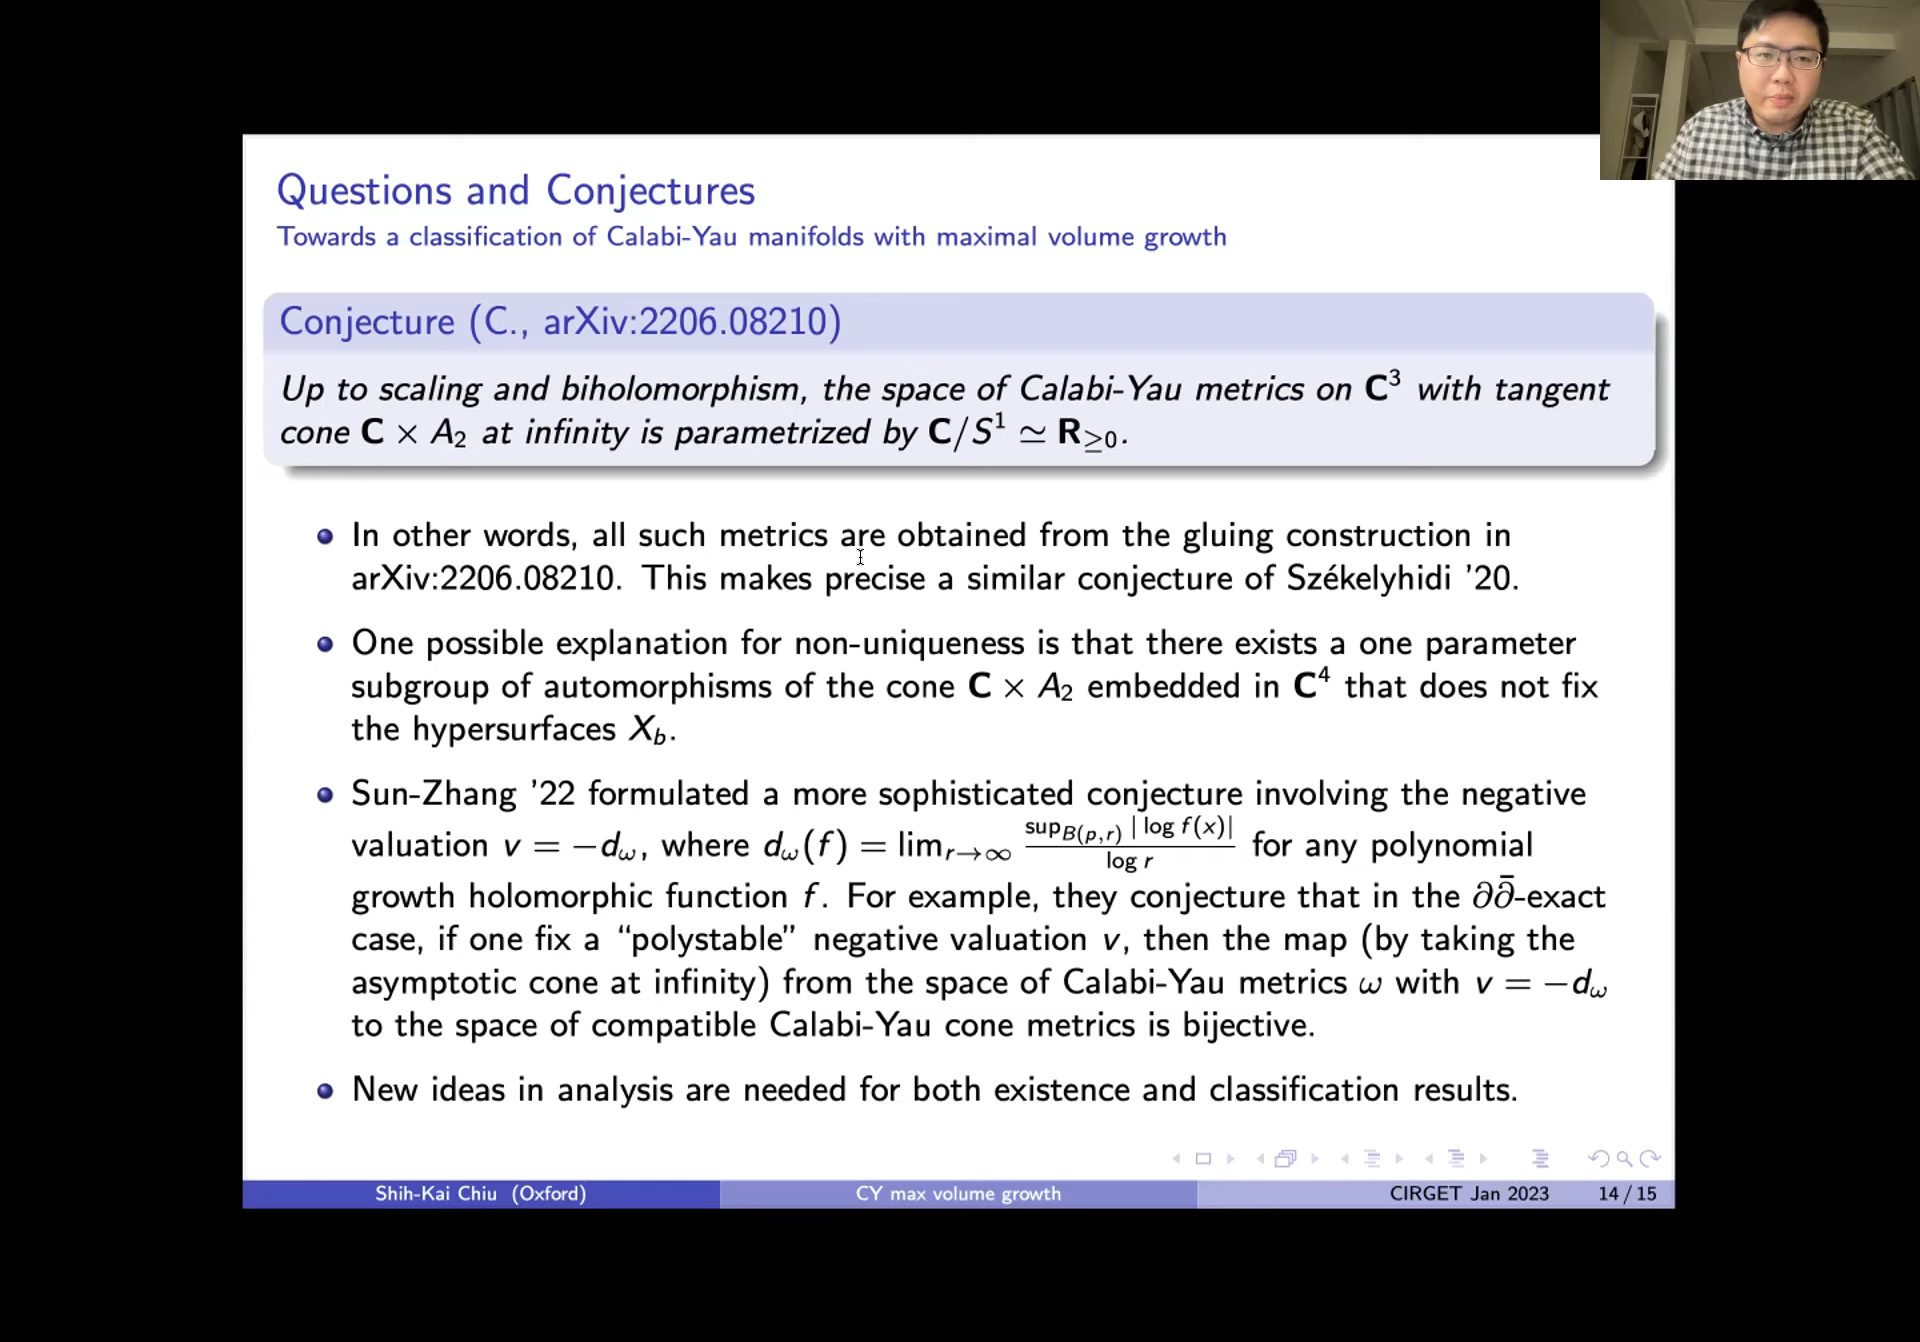 Questions and Conjectures
Towards a classification of Calabi-Yau manifolds with maximal volume growth
Conjecture (C., arXiv:2206.08210)
Up to scaling and biholomorphism, the space of Calabi-Yau metrics on C³ with tangent
cone C × A₂ at infinity is parametrized by C/S¹ ≃ R≥₀.
In other words, all such metrics are obtained from the gluing construction in
arXiv:2206.08210. This makes precise a similar conjecture of Székelyhidi '20.
One possible explanation for non-uniqueness is that there exists a one parameter
subgroup of automorphisms of the cone C × A₂ embedded in C⁴ that does not fix
the hypersurfaces X_b.
Sun-Zhang '22 formulated a more sophisticated conjecture involving the negative
valuation v = −d_ω, where d_ω(f) = lim_{r→∞} sup_{B(p,r)} | log f(x)| / log r for any polynomial
growth holomorphic function f. For example, they conjecture that in the ∂∂̄-exact
case, if one fix a “polystable” negative valuation v, then the map (by taking the
asymptotic cone at infinity) from the space of Calabi-Yau metrics ω with v = −d_ω
to the space of compatible Calabi-Yau cone metrics is bijective.
New ideas in analysis are needed for both existence and classification results.
Shih-Kai Chiu (Oxford) CY max volume growth CIRGET Jan 2023 14 / 15